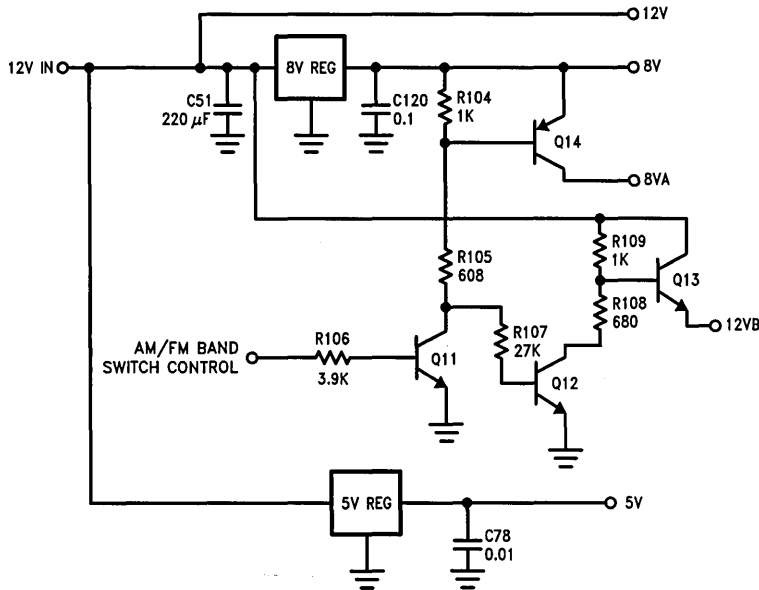 12V
12V IN
8V REG
8V
C51
220 μF
C120
0.1
R104
1K
Q14
8VA
R105
608
R109
1K
Q13
R108
680
12VB
AM/FM BAND
SWITCH CONTROL
R106
3.9K
Q11
R107
27K
Q12
5V REG
5V
C78
0.01